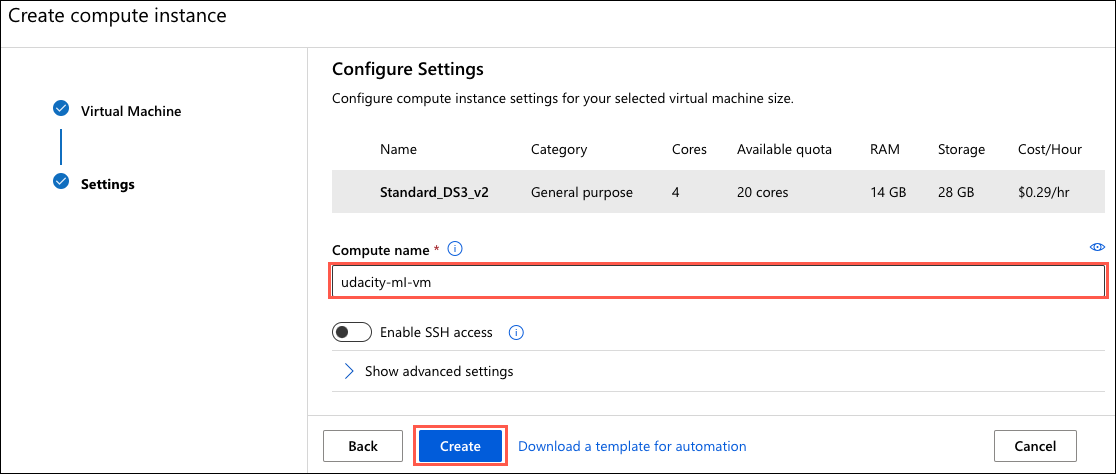 Create compute instance
Virtual Machine
Settings
Configure Settings
Configure compute instance settings for your selected virtual machine size.
Name Category Cores Available quota RAM Storage Cost/Hour
Standard_DS3_v2 General purpose 4 20 cores 14 GB 28 GB $0.29/hr
Compute name *
udacity-ml-vm
Enable SSH access
Show advanced settings
Back Create Download a template for automation Cancel